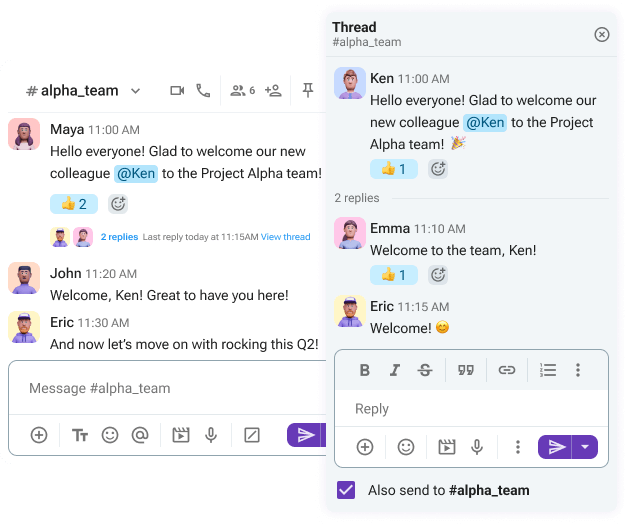 # alpha_team
6
Maya 11:00 AM
Hello everyone! Glad to welcome our new
colleague @Ken to the Project Alpha team!
👍 2
2 replies Last reply today at 11:15AM View thread
John 11:20 AM
Welcome, Ken! Great to have you here!
Eric 11:30 AM
And now let's move on with rocking this Q2!
Message #alpha_team
Tт
Thread
#alpha_team
Ken 11:00 AM
Hello everyone! Glad to welcome our
new colleague @Ken to the Project
Alpha team! 🎉
👍 1
2 replies
Emma 11:10 AM
Welcome to the team, Ken!
👍 1
Eric 11:15 AM
Welcome! 😊
B I S
Reply
Also send to #alpha_team